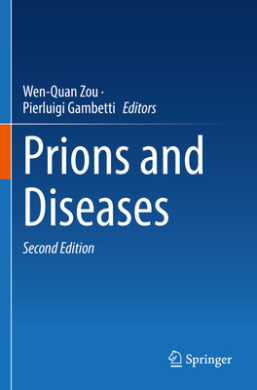 Wen-Quan Zou ·
Pierluigi Gambetti Editors
Prions and
Diseases
Second Edition
Springer